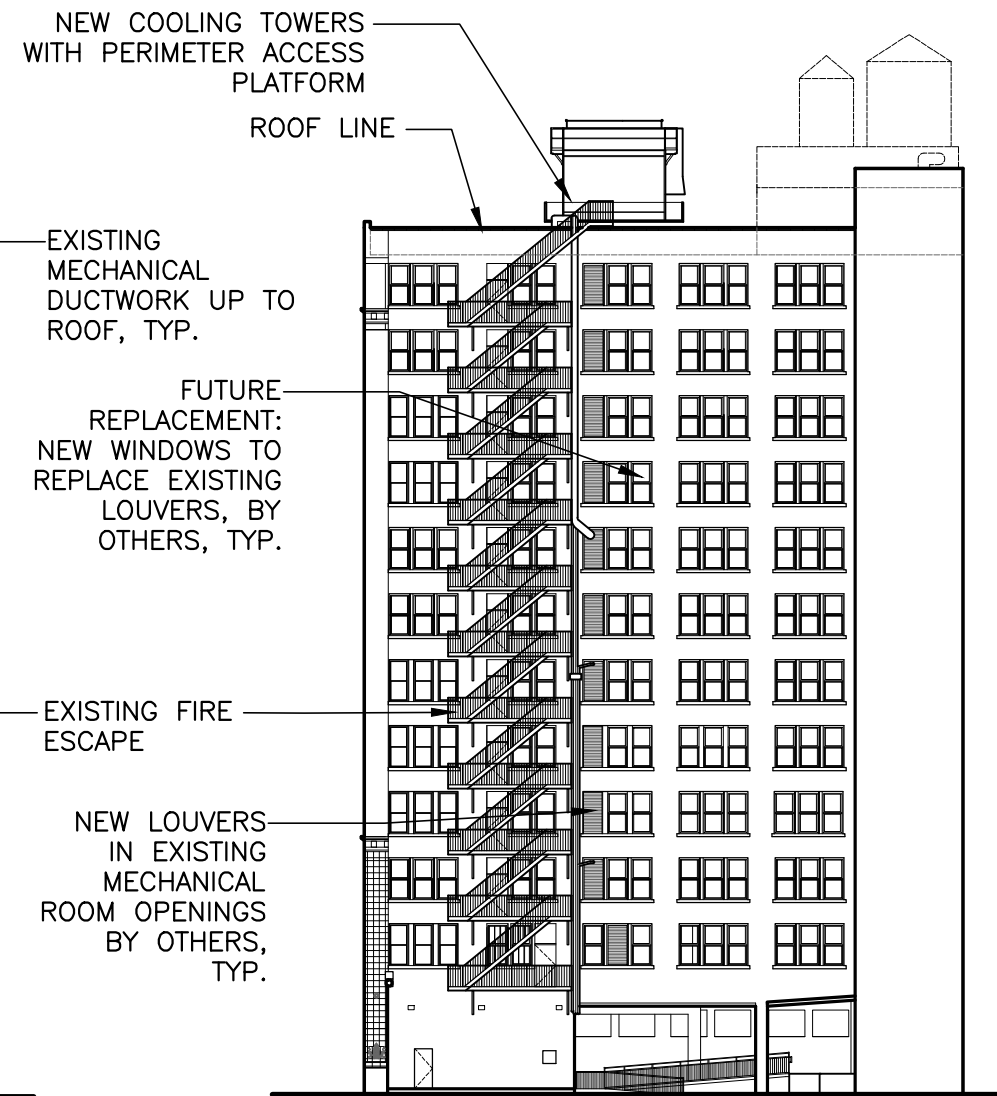 NEW COOLING TOWERS
WITH PERIMETER ACCESS
PLATFORM
ROOF LINE
EXISTING
MECHANICAL
DUCTWORK UP TO
ROOF, TYP.
FUTURE
REPLACEMENT:
NEW WINDOWS TO
REPLACE EXISTING
LOUVERS, BY
OTHERS, TYP.
EXISTING FIRE
ESCAPE
NEW LOUVERS
IN EXISTING
MECHANICAL
ROOM OPENINGS
BY OTHERS,
TYP.